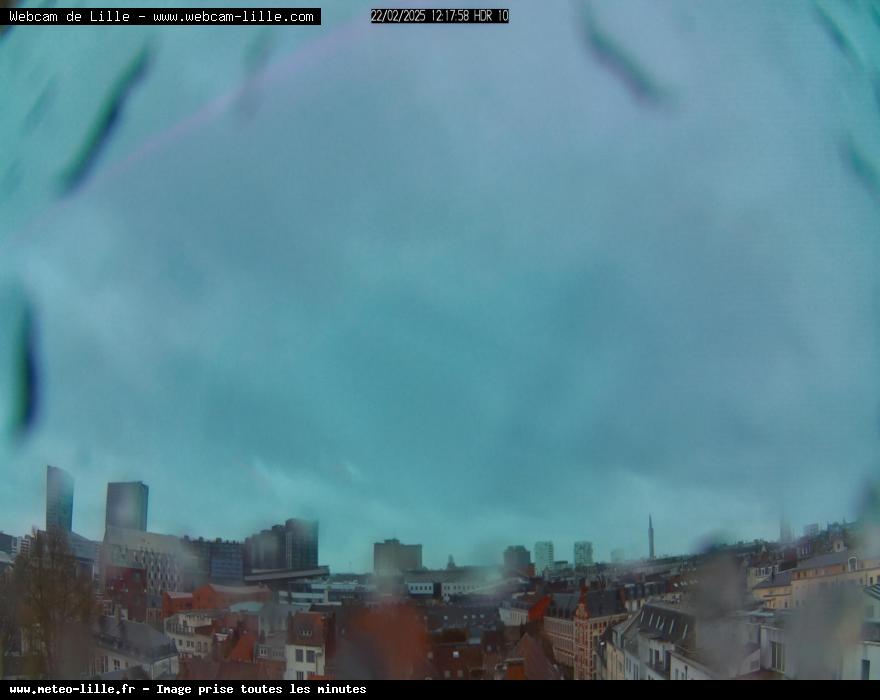 Webcam de Lille - www.webcam-lille.com
22/02/2025 12:17:58 HDR 10
www.meteo-lille.fr - Image prise toutes les minutes